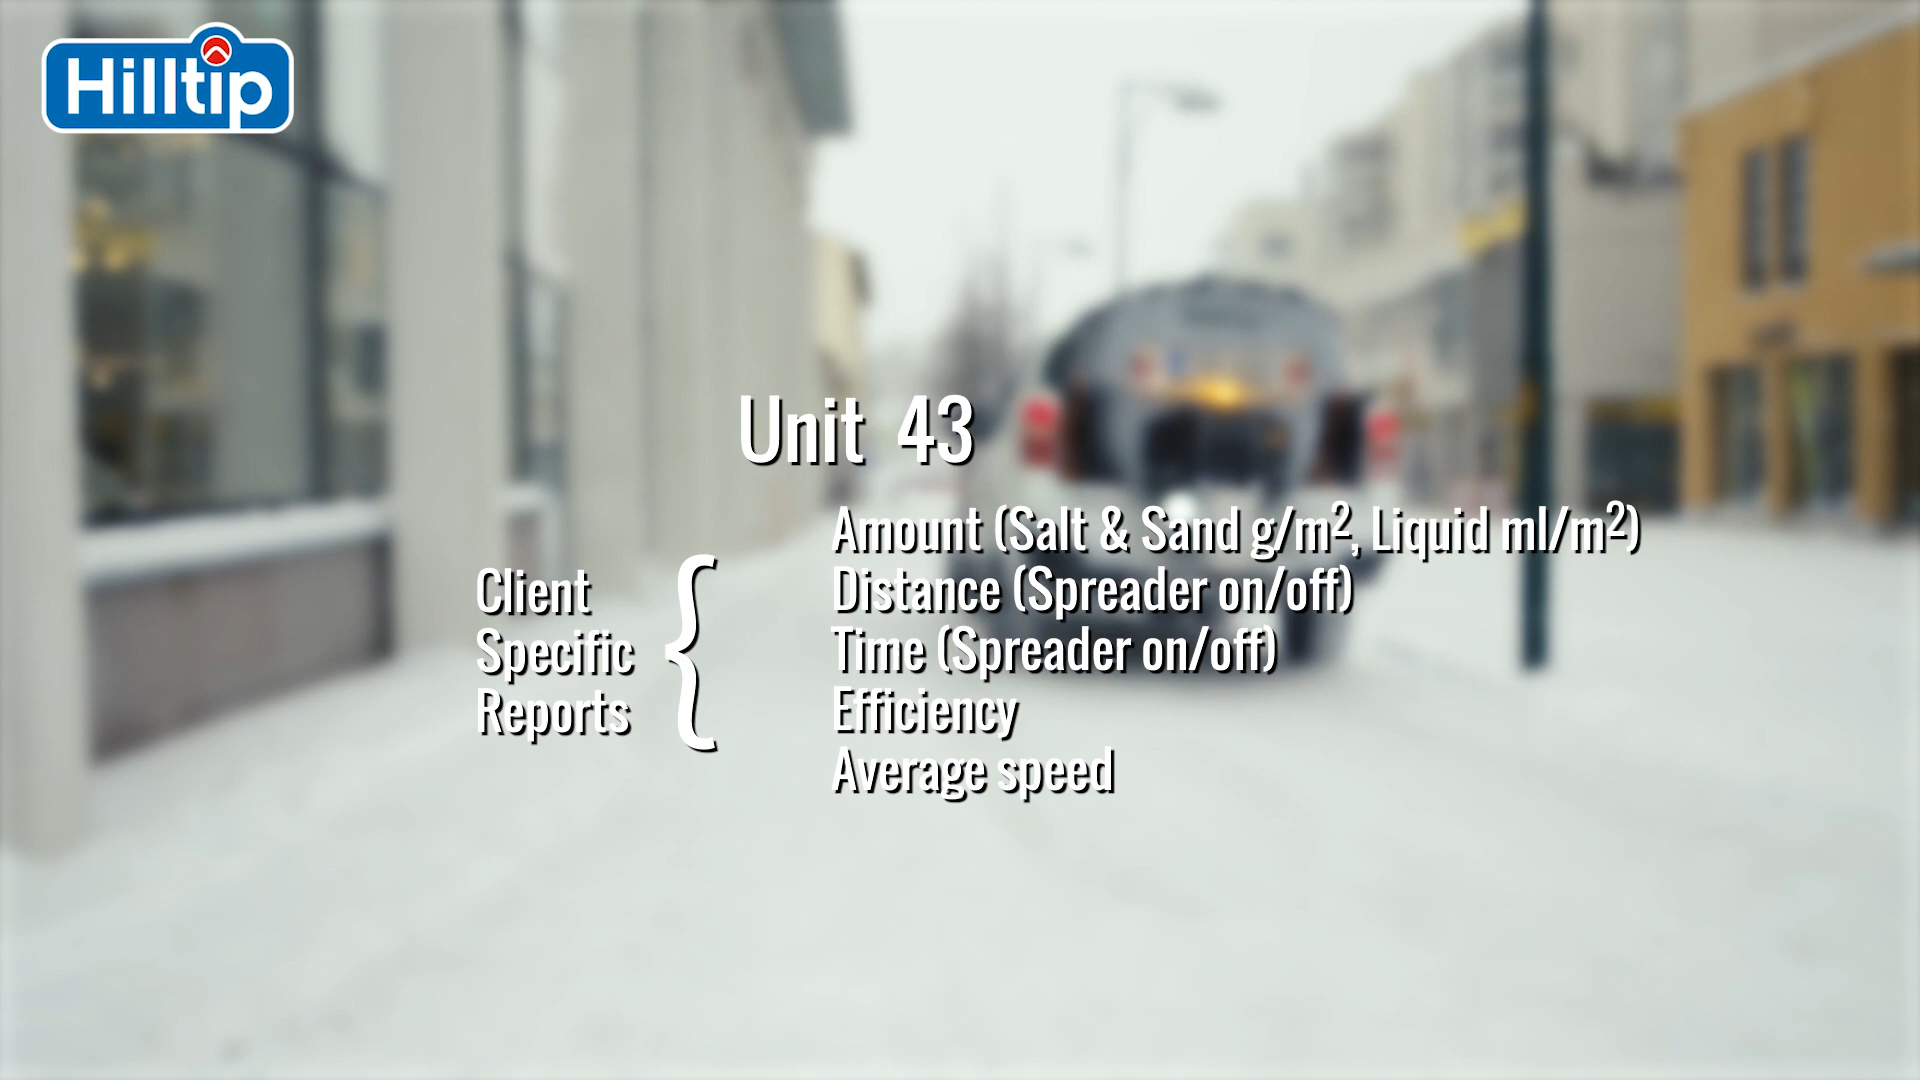 Hilltip
Unit 43
Client
Specific
Reports
{
Amount (Salt & Sand g/m², Liquid ml/m²)
Distance (Spreader on/off)
Time (Spreader on/off)
Efficiency
Average speed